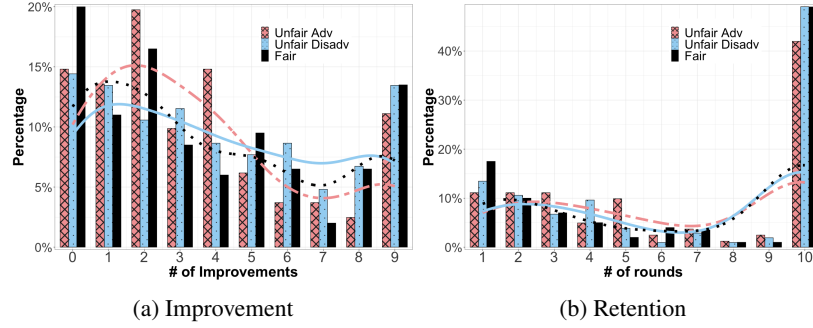 20%
15%
10%
5%
0%
Percentage
Unfair Adv
Unfair Disadv
Fair
0 1 2 3 4 5 6 7 8 9
# of Improvements
(a) Improvement
40%
30%
20%
10%
0%
Percentage
Unfair Adv
Unfair Disadv
Fair
1 2 3 4 5 6 7 8 9 10
# of rounds
(b) Retention